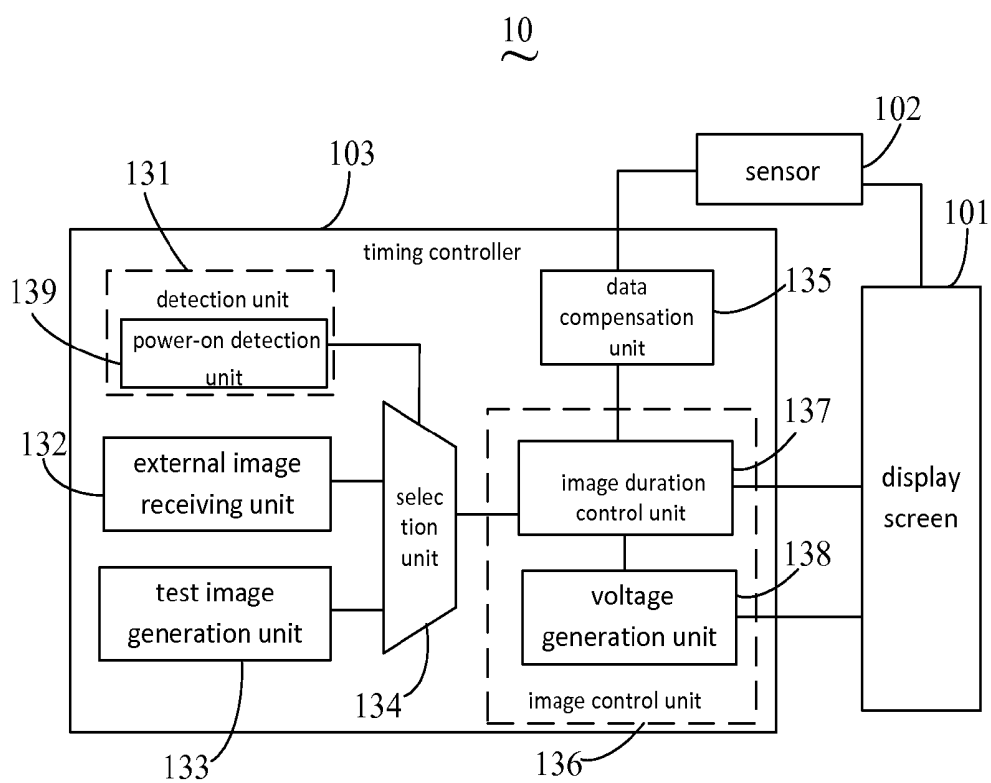 10
102
sensor
103
131
101
timing controller
detection unit
139
power-on detection
unit
data
compensation
unit
135
137
132
external image
receiving unit
selec
tion
unit
image duration
control unit
display
screen
138
test image
generation unit
voltage
generation unit
134
image control unit
133
136